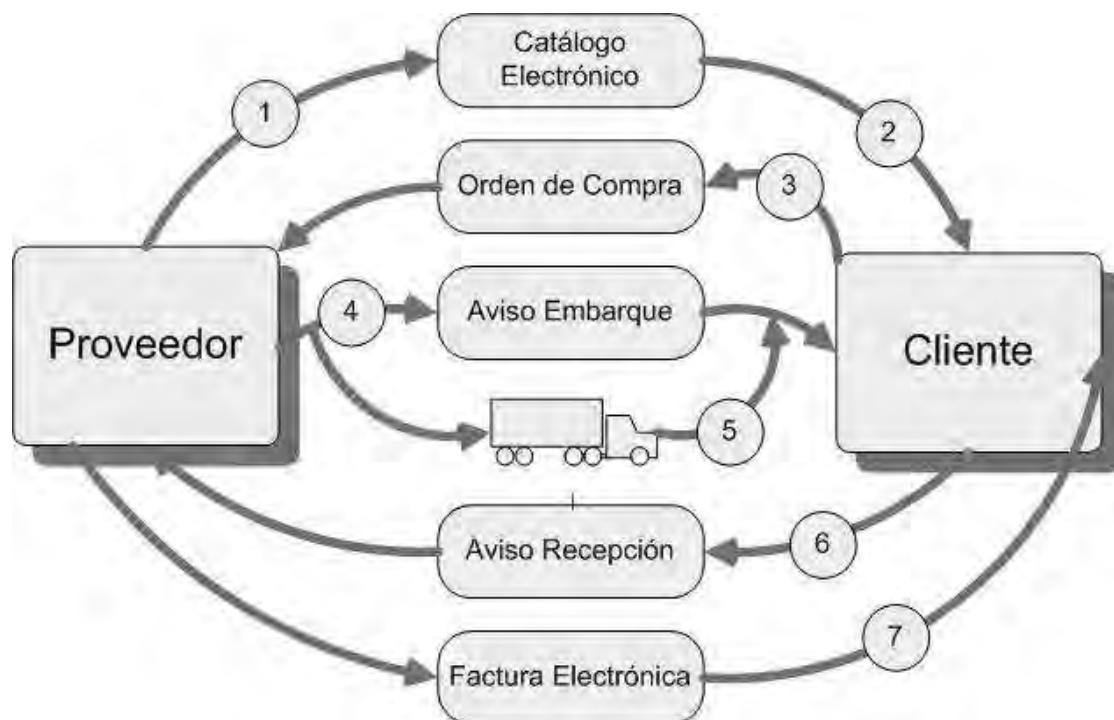 Catálogo
Electrónico
1
2
Orden de Compra
3
Proveedor
4
Aviso Embarque
Cliente
5
Aviso Recepción
6
Factura Electrónica
7